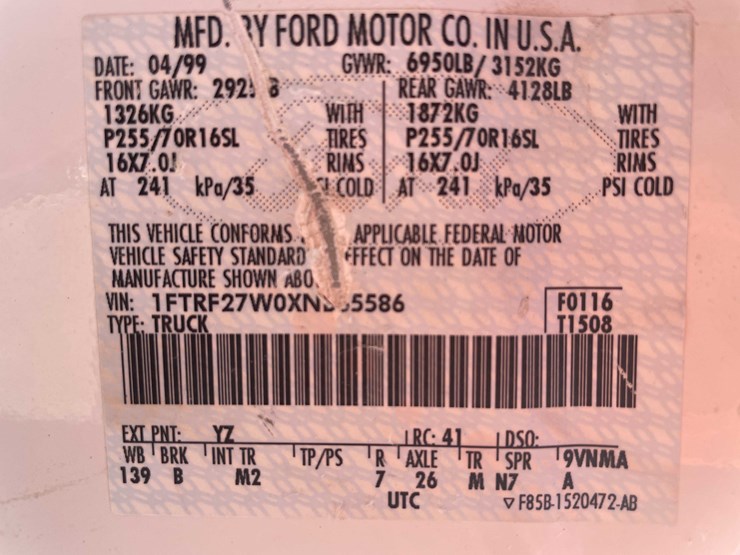 MFD. BY FORD MOTOR CO. IN U.S.A.
DATE: 04/99 GVWR: 6950LB/ 3152KG
FRONT GAWR: REAR GAWR: 4128LB
1326KG WITH 1872KG WITH
P255/70R16SL TIRES P255/70R16SL TIRES
16X7.0J RIMS 16X7.0J RIMS
AT 241 kPa/35 COLD AT 241 kPa/35 PSI COLD
THIS VEHICLE CONFORMS APPLICABLE FEDERAL MOTOR
VEHICLE SAFETY STANDARD EFFECT ON THE DATE OF
MANUFACTURE SHOWN
VIN: F0116
TYPE: TRUCK T1508
EXT PNT: YZ RC: 41 DSO:
WB BRK INT TR TP/PS R AXLE TR SPR 9VNMA
139 B M2 7 26 M N7 A
UTC ▽ F85B-1520472-AB